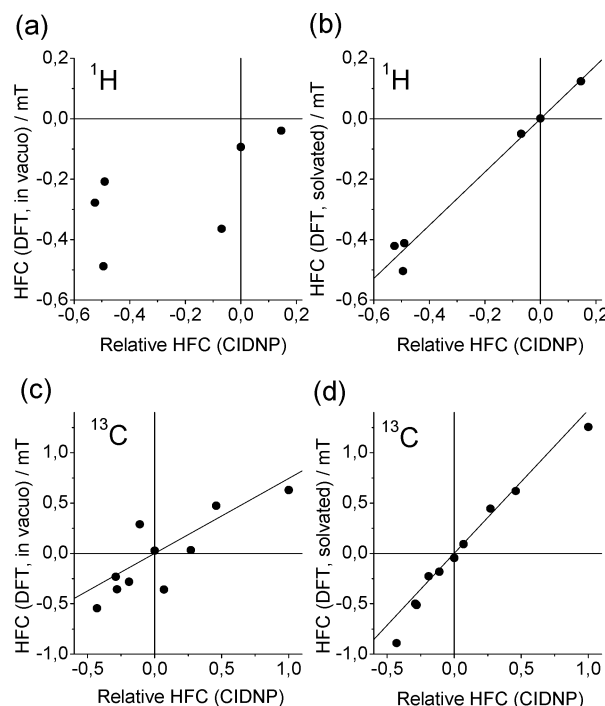 (a)
¹H
HFC (DFT, in vacuo) / mT
0,2
0,0
-0,2
-0,4
-0,6
-0,6 -0,4 -0,2 0,0 0,2
Relative HFC (CIDNP)
(b)
¹H
HFC (DFT, solvated) / mT
0,2
0,0
-0,2
-0,4
-0,6
-0,6 -0,4 -0,2 0,0 0,2
Relative HFC (CIDNP)
(c)
¹³C
HFC (DFT, in vacuo) / mT
1,0
0,5
0,0
-0,5
-1,0
-0,5 0,0 0,5 1,0
Relative HFC (CIDNP)
(d)
¹³C
HFC (DFT, solvated) / mT
1,0
0,5
0,0
-0,5
-1,0
-0,5 0,0 0,5 1,0
Relative HFC (CIDNP)